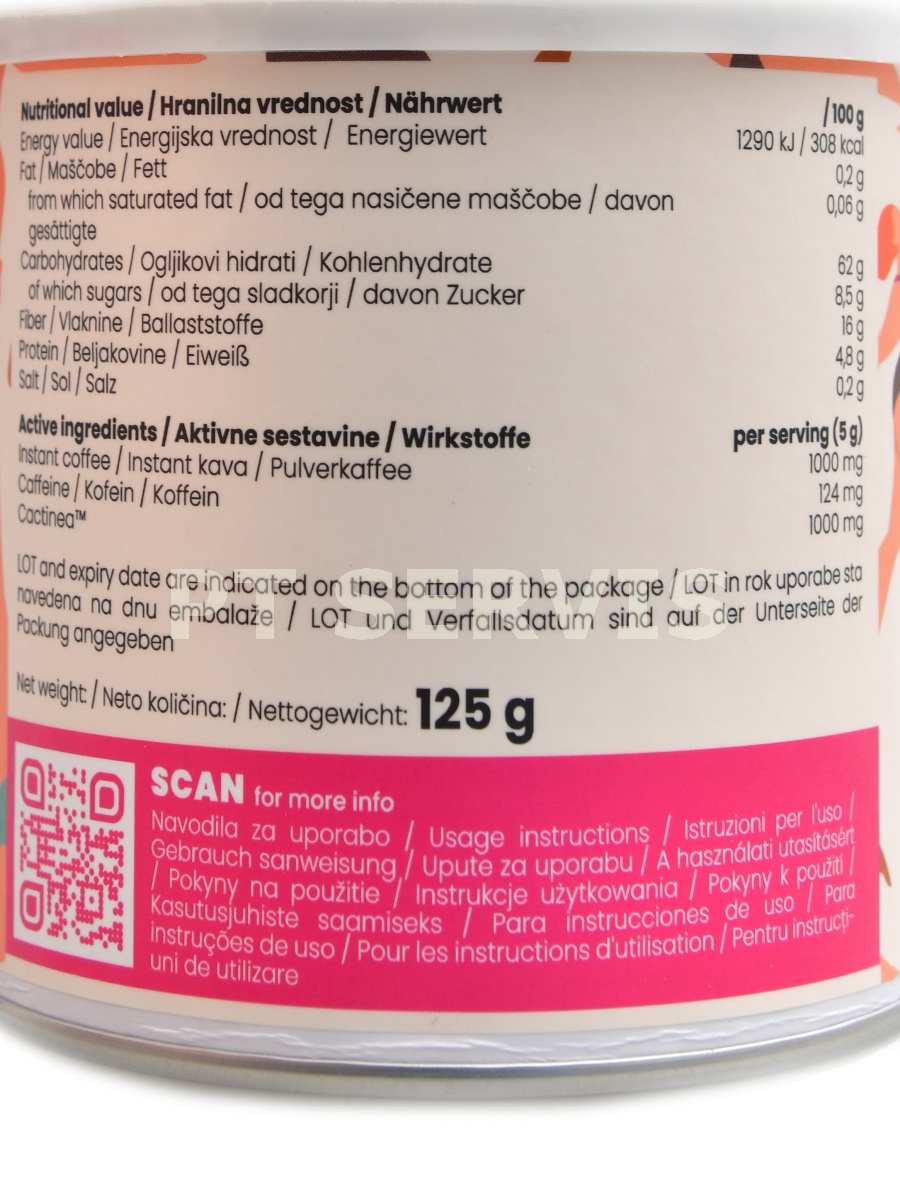 Nutritional value / Hranilna vrednost / Nährwert /100 g
Energy value / Energijska vrednost / Energiewert 1290 kJ / 308 kcal
Fat / Maščobe / Fett 0,2 g
from which saturated fat / od tega nasičene maščobe / davon 0,06 g
gesättigte
Carbohydrates / Ogljikovi hidrati / Kohlenhydrate 62 g
of which sugars / od tega sladkorji / davon Zucker 8,5 g
Fiber / Vlaknine / Ballaststoffe 16 g
Protein / Beljakovine / Eiweiß 4,8 g
Salt / Sol / Salz 0,2 g
Active ingredients / Aktivne sestavine / Wirkstoffe per serving (5 g)
Instant coffee / Instant kava / Pulverkaffee 1000 mg
Caffeine / Kofein / Koffein 124 mg
Cactinea™ 1000 mg
LOT and expiry date are indicated on the bottom of the package / LOT in rok uporabe sta
navedena na dnu embalaže / LOT und Verfallsdatum sind auf der Unterseite der
Packung angegeben
PT SERVIS
Net weight: / Neto količina: / Nettogewicht: 125 g
SCAN for more info
Navodila za uporabo / Usage instructions / Istruzioni per l'uso /
Gebrauch sanweisung / Upute za uporabu / A használati utasításért
/ Pokyny na použitie / Instrukcje użytkowania / Pokyny k použití /
Kasutusjuhiste saamiseks / Para instrucciones de uso / Para
instruções de uso / Pour les instructions d'utilisation / Pentru instrucți-
uni de utilizare